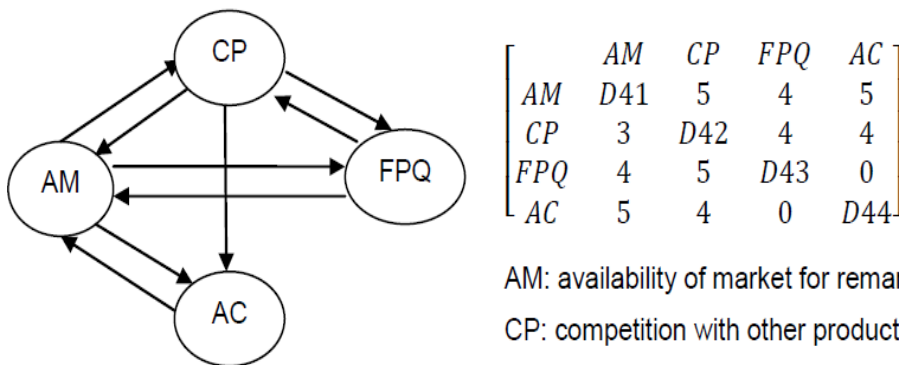 CP
AM
FPQ
AC
AM CP FPQ AC
AM D41 5 4 5
CP 3 D42 4 4
FPQ 4 5 D43 0
AC 5 4 0 D44
AM: availability of market for remar
CP: competition with other product